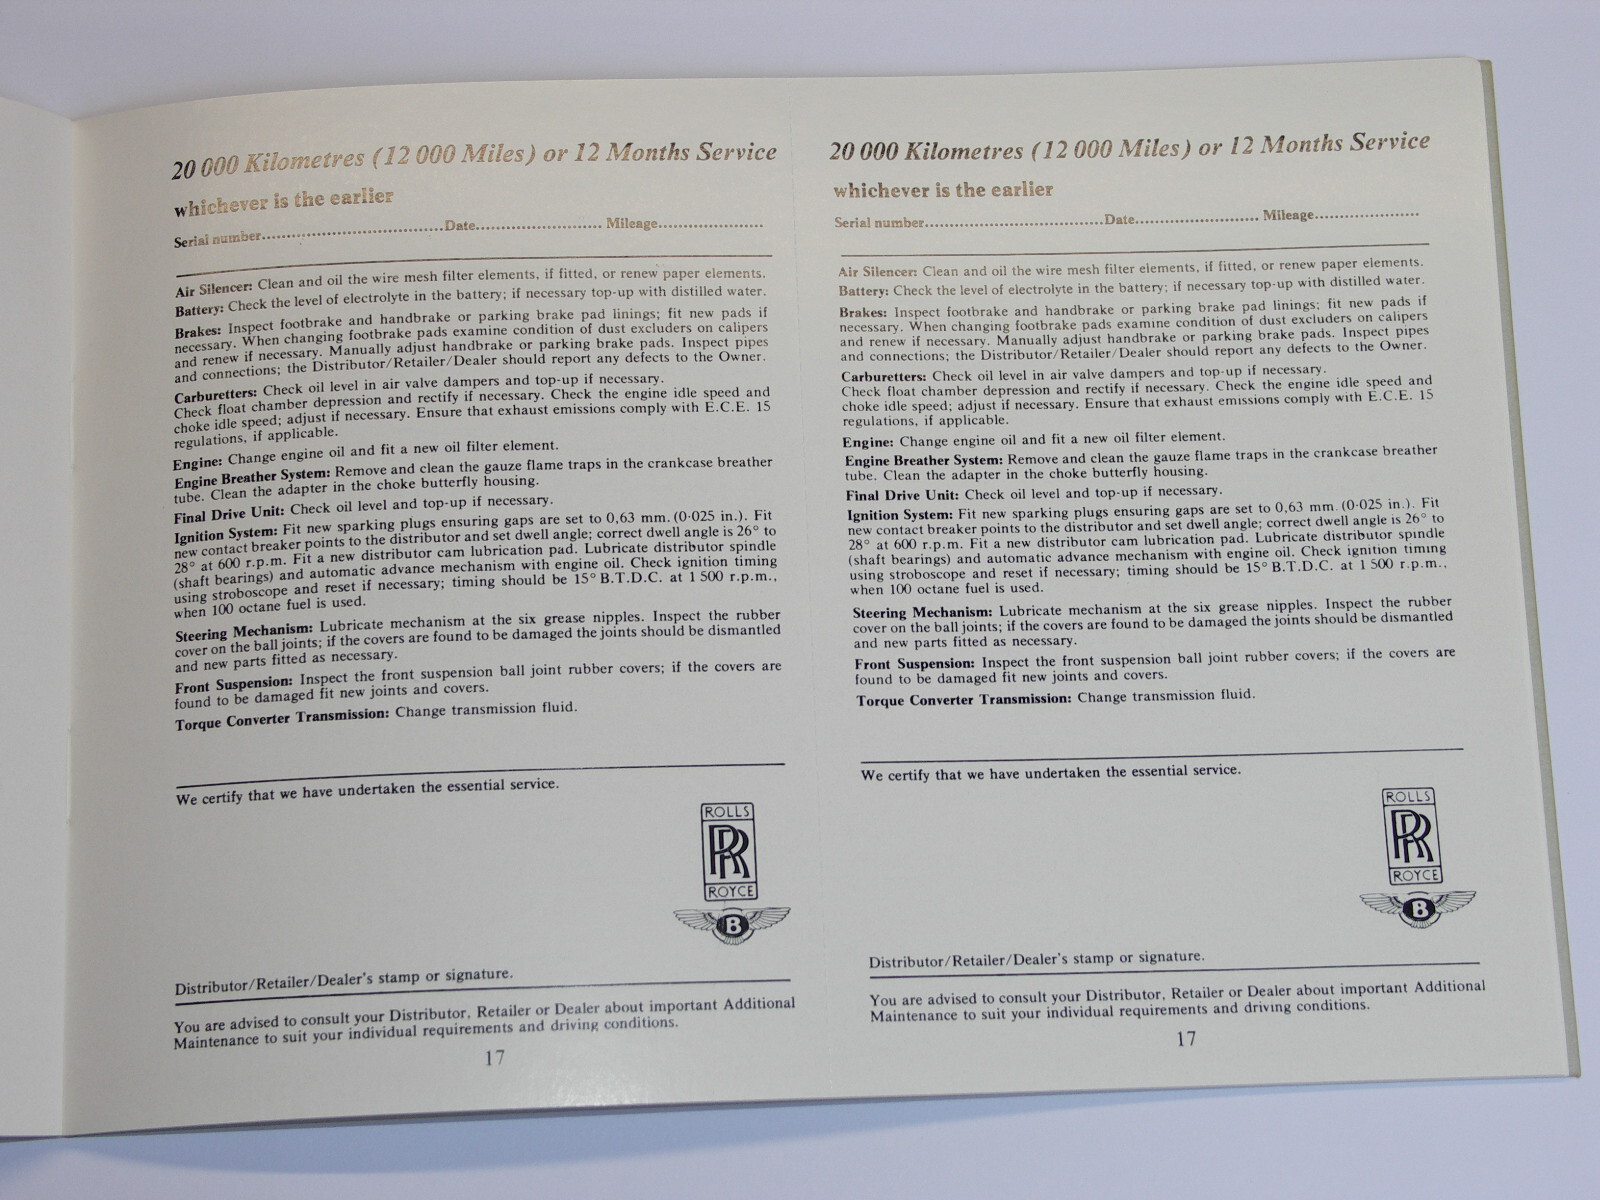 20 000 Kilometres (12 000 Miles) or 12 Months Service
whichever is the earlier
Serial number....................................Date......................... Mileage.....................
Air Silencer: Clean and oil the wire mesh filter elements, if fitted, or renew paper elements.
Battery: Check the level of electrolyte in the battery; if necessary top-up with distilled water.
Brakes: Inspect footbrake and handbrake or parking brake pad linings; fit new pads if
necessary. When changing footbrake pads examine condition of dust excluders on calipers
and renew if necessary. Manually adjust handbrake or parking brake pads. Inspect pipes
and connections; the Distributor/Retailer/Dealer should report any defects to the Owner.
Carburetters: Check oil level in air valve dampers and top-up if necessary.
Check float chamber depression and rectify if necessary. Check the engine idle speed and
choke idle speed; adjust if necessary. Ensure that exhaust emissions comply with E.C.E. 15
regulations, if applicable.
Engine: Change engine oil and fit a new oil filter element.
Engine Breather System: Remove and clean the gauze flame traps in the crankcase breather
tube. Clean the adapter in the choke butterfly housing.
Final Drive Unit: Check oil level and top-up if necessary.
Ignition System: Fit new sparking plugs ensuring gaps are set to 0,63 mm. (0·025 in.). Fit
new contact breaker points to the distributor and set dwell angle; correct dwell angle is 26° to
28° at 600 r.p.m. Fit a new distributor cam lubrication pad. Lubricate distributor spindle
(shaft bearings) and automatic advance mechanism with engine oil. Check ignition timing
using stroboscope and reset if necessary; timing should be 15° B.T.D.C. at 1 500 r.p.m.,
when 100 octane fuel is used.
Steering Mechanism: Lubricate mechanism at the six grease nipples. Inspect the rubber
cover on the ball joints; if the covers are found to be damaged the joints should be dismantled
and new parts fitted as necessary.
Front Suspension: Inspect the front suspension ball joint rubber covers; if the covers are
found to be damaged fit new joints and covers.
Torque Converter Transmission: Change transmission fluid.
We certify that we have undertaken the essential service.
ROLLS
RR
ROYCE
B
Distributor/Retailer/Dealer's stamp or signature.
You are advised to consult your Distributor, Retailer or Dealer about important Additional
Maintenance to suit your individual requirements and driving conditions.
17
20 000 Kilometres (12 000 Miles) or 12 Months Service
whichever is the earlier
Serial number....................................Date......................... Mileage.....................
Air Silencer: Clean and oil the wire mesh filter elements, if fitted, or renew paper elements.
Battery: Check the level of electrolyte in the battery; if necessary top-up with distilled water.
Brakes: Inspect footbrake and handbrake or parking brake pad linings; fit new pads if
necessary. When changing footbrake pads examine condition of dust excluders on calipers
and renew if necessary. Manually adjust handbrake or parking brake pads. Inspect pipes
and connections; the Distributor/Retailer/Dealer should report any defects to the Owner.
Carburetters: Check oil level in air valve dampers and top-up if necessary.
Check float chamber depression and rectify if necessary. Check the engine idle speed and
choke idle speed; adjust if necessary. Ensure that exhaust emissions comply with E.C.E. 15
regulations, if applicable.
Engine: Change engine oil and fit a new oil filter element.
Engine Breather System: Remove and clean the gauze flame traps in the crankcase breather
tube. Clean the adapter in the choke butterfly housing.
Final Drive Unit: Check oil level and top-up if necessary.
Ignition System: Fit new sparking plugs ensuring gaps are set to 0,63 mm. (0·025 in.). Fit
new contact breaker points to the distributor and set dwell angle; correct dwell angle is 26° to
28° at 600 r.p.m. Fit a new distributor cam lubrication pad. Lubricate distributor spindle
(shaft bearings) and automatic advance mechanism with engine oil. Check ignition timing
using stroboscope and reset if necessary; timing should be 15° B.T.D.C. at 1 500 r.p.m.,
when 100 octane fuel is used.
Steering Mechanism: Lubricate mechanism at the six grease nipples. Inspect the rubber
cover on the ball joints; if the covers are found to be damaged the joints should be dismantled
and new parts fitted as necessary.
Front Suspension: Inspect the front suspension ball joint rubber covers; if the covers are
found to be damaged fit new joints and covers.
Torque Converter Transmission: Change transmission fluid.
We certify that we have undertaken the essential service.
ROLLS
RR
ROYCE
B
Distributor/Retailer/Dealer's stamp or signature.
You are advised to consult your Distributor, Retailer or Dealer about important Additional
Maintenance to suit your individual requirements and driving conditions.
17